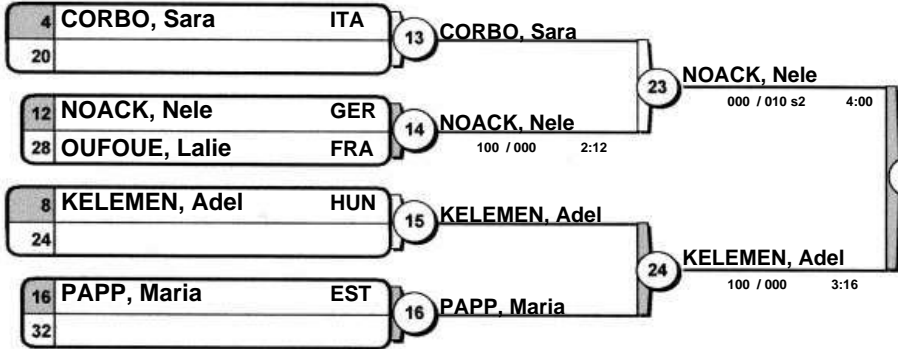 4 CORBO, Sara ITA
20
13 CORBO, Sara
12 NOACK, Nele GER
28 OUFOUE, Lalie FRA
14 NOACK, Nele
100 / 000 2:12
23 NOACK, Nele
000 / 010 s2 4:00
8 KELEMEN, Adel HUN
24
15 KELEMEN, Adel
16 PAPP, Maria EST
32
16 PAPP, Maria
24 KELEMEN, Adel
100 / 000 3:16